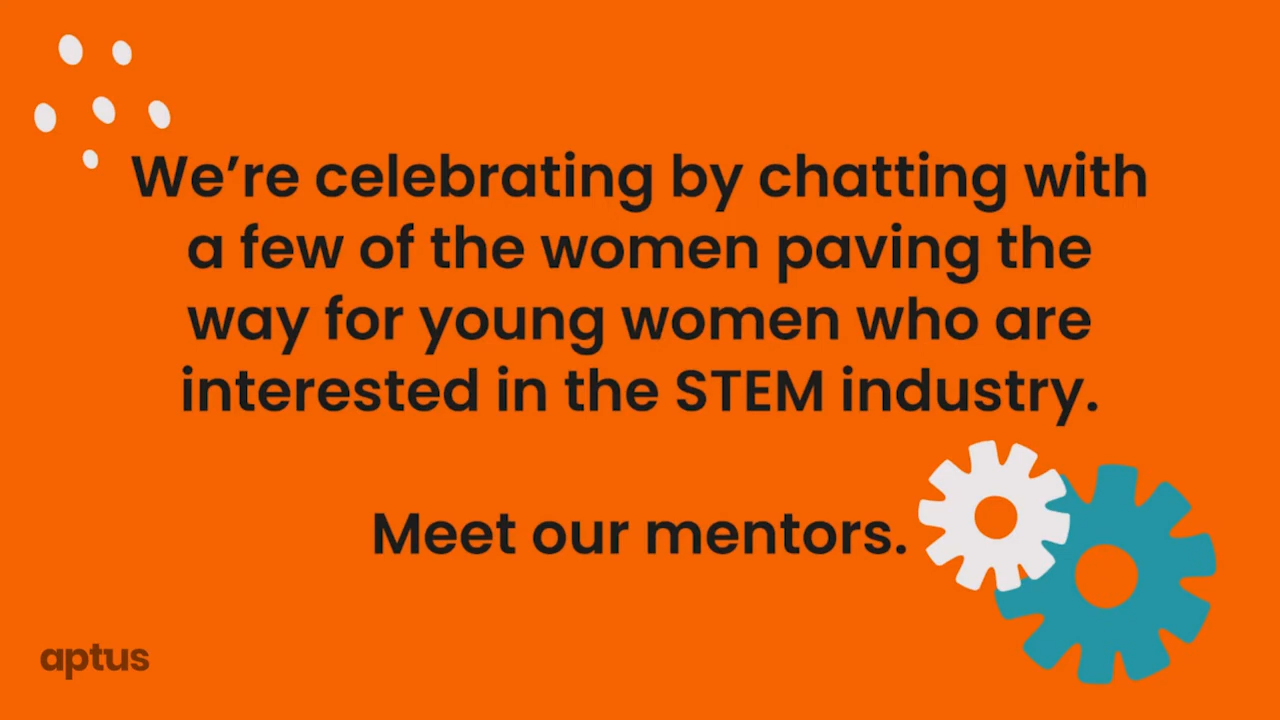 We’re celebrating by chatting with
a few of the women paving the
way for young women who are
interested in the STEM industry.
Meet our mentors.
aptus